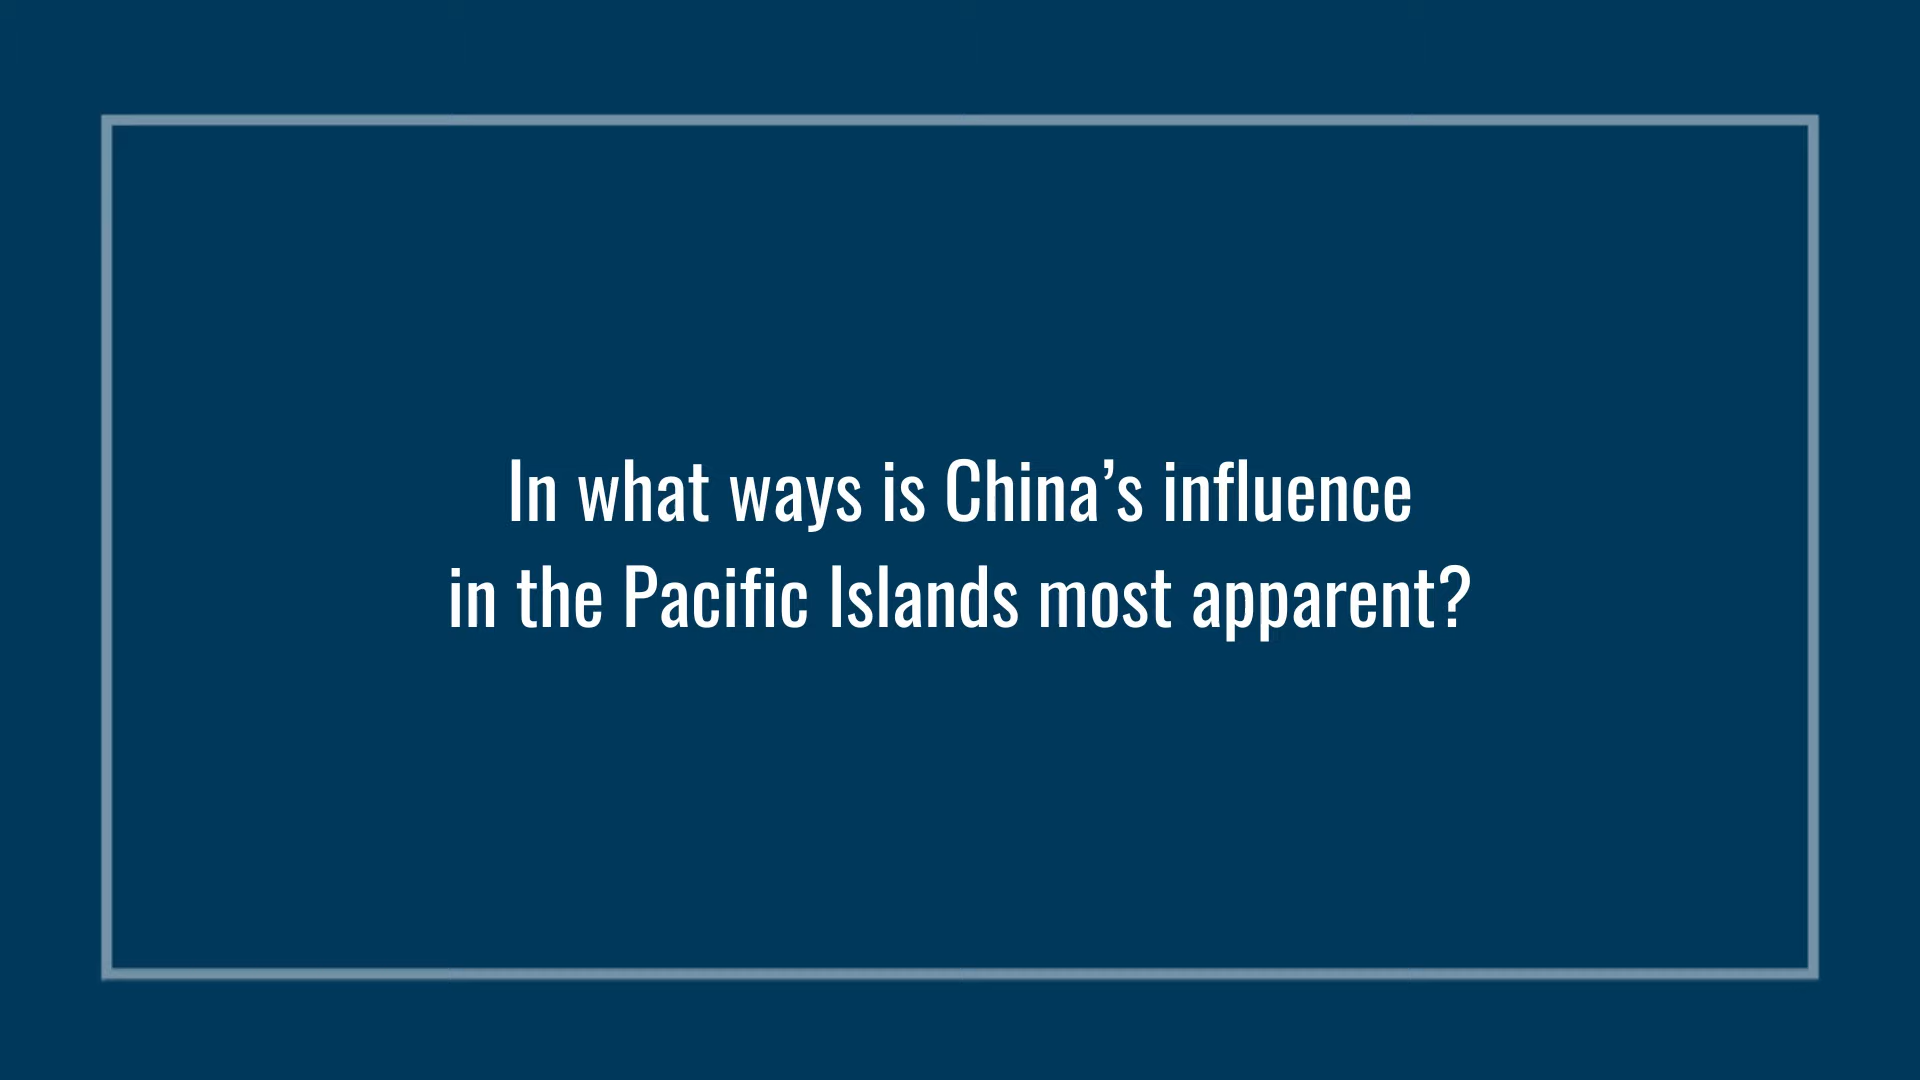 In what ways is China’s influence
in the Pacific Islands most apparent?